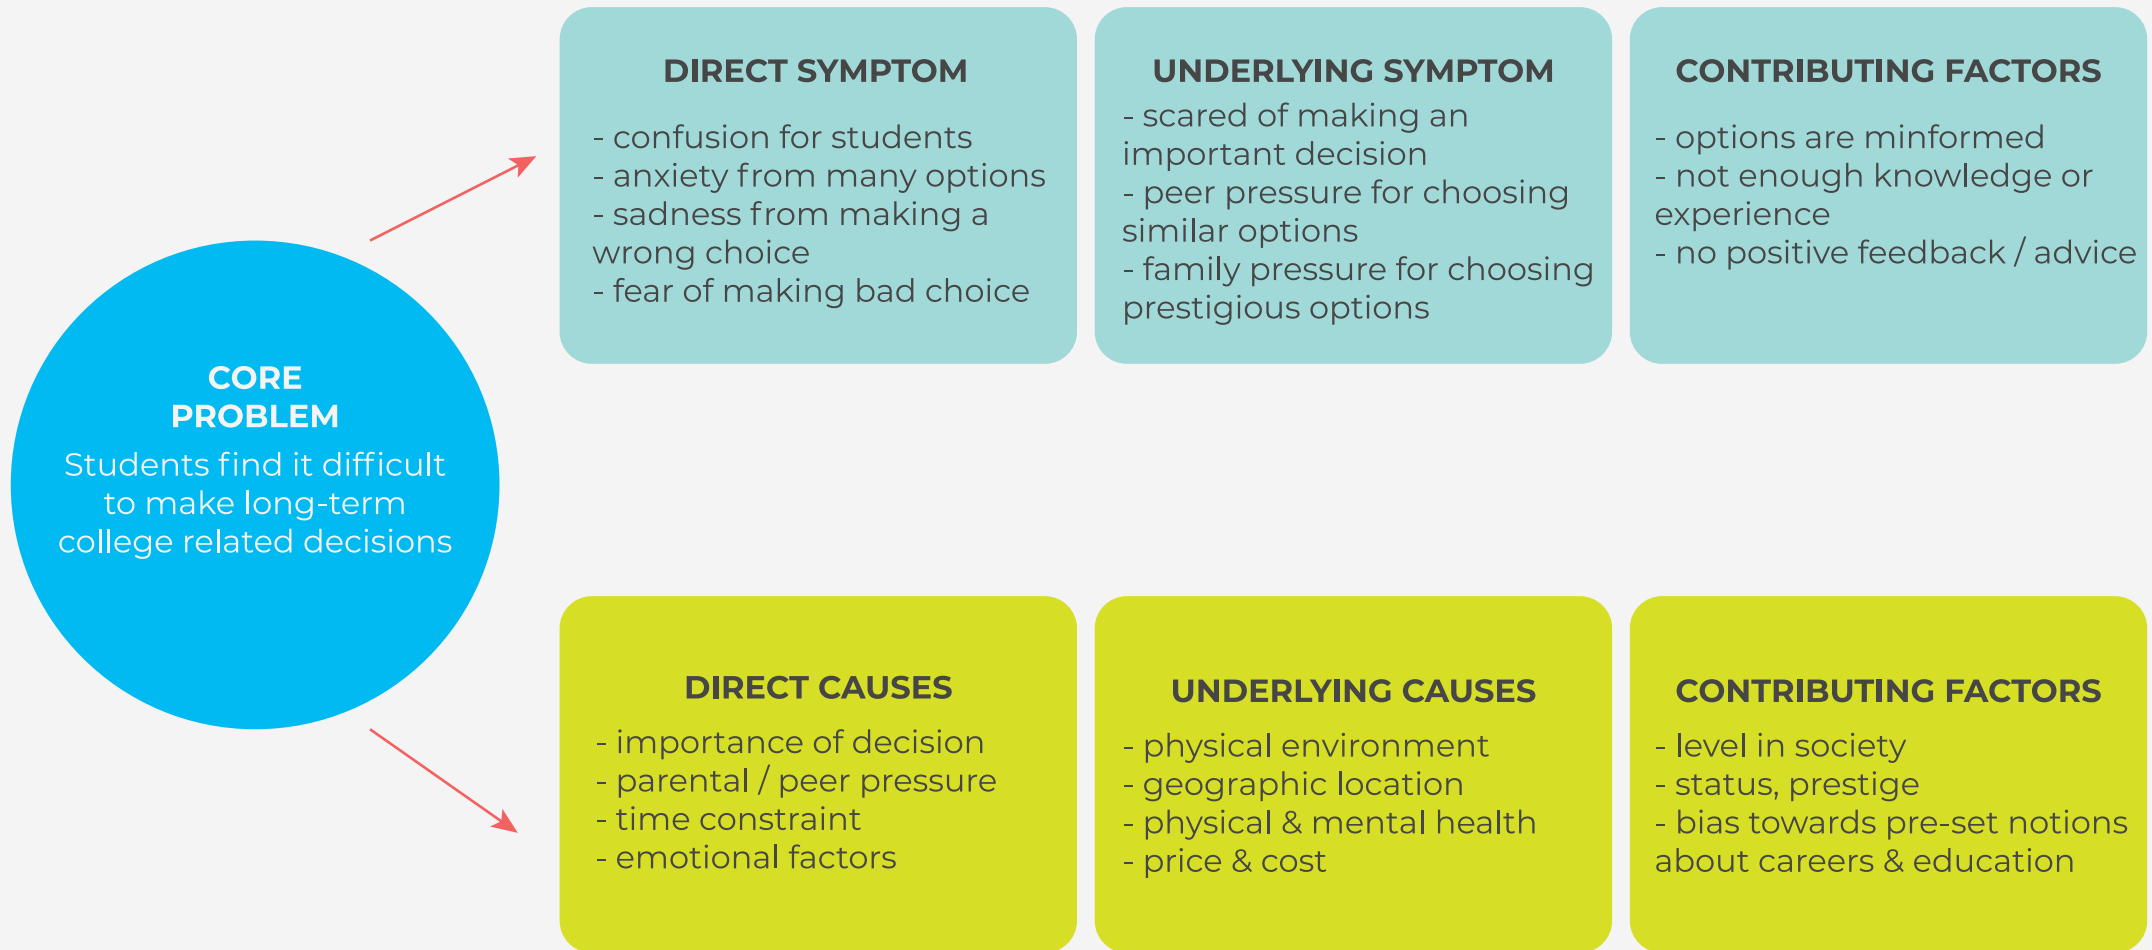 CORE
PROBLEM
Students find it difficult
to make long-term
college related decisions
DIRECT SYMPTOM
- confusion for students
- anxiety from many options
- sadness from making a
wrong choice
- fear of making bad choice
UNDERLYING SYMPTOM
- scared of making an
important decision
- peer pressure for choosing
similar options
- family pressure for choosing
prestigious options
CONTRIBUTING FACTORS
- options are minformed
- not enough knowledge or
experience
- no positive feedback / advice
DIRECT CAUSES
- importance of decision
- parental / peer pressure
- time constraint
- emotional factors
UNDERLYING CAUSES
- physical environment
- geographic location
- physical & mental health
- price & cost
CONTRIBUTING FACTORS
- level in society
- status, prestige
- bias towards pre-set notions
about careers & education